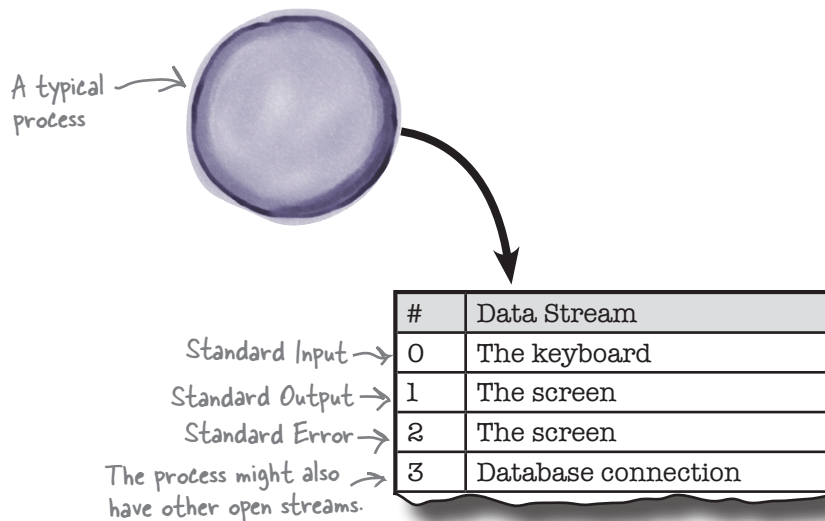 A typical
process
# Data Stream
Standard Input 0 The keyboard
Standard Output 1 The screen
Standard Error 2 The screen
The process might also 3 Database connection
have other open streams.